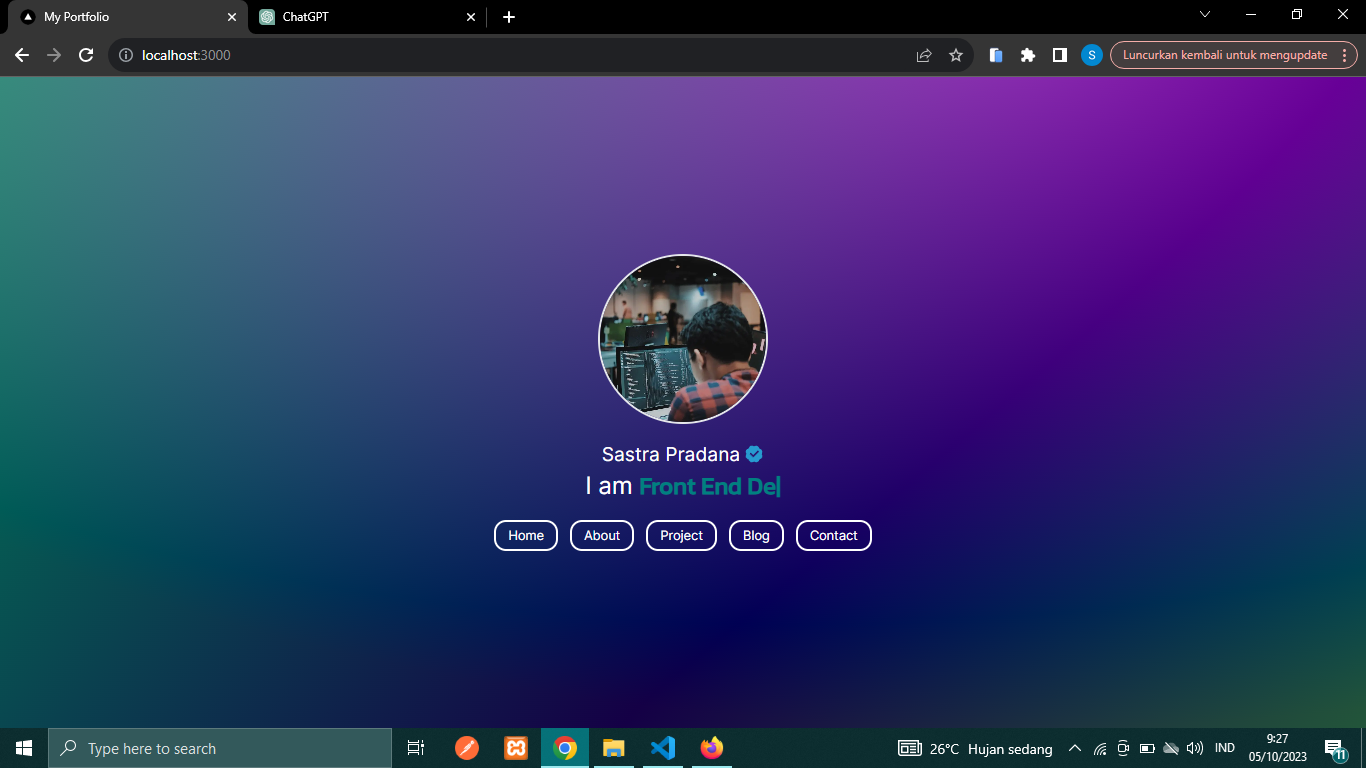 My Portfolio
ChatGPT
localhost:3000
S
Luncurkan kembali untuk mengupdate
Sastra Pradana
I am Front End De|
Home
About
Project
Blog
Contact
Type here to search
26°C Hujan sedang
IND
9:27
05/10/2023
11